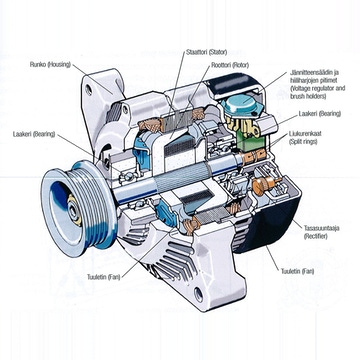 Staattori (Stator)
Roottori (Rotor)
Runko (Housing)
Jännitteensäädin ja
hiiliharjojen pitimet
(Voltage regulator and
brush holders)
Laakeri (Bearing)
Laakeri (Bearing)
Liukurenkaat
(Split rings)
Tasasuuntaaja
(Rectifier)
Tuuletin (Fan)
Tuuletin (Fan)